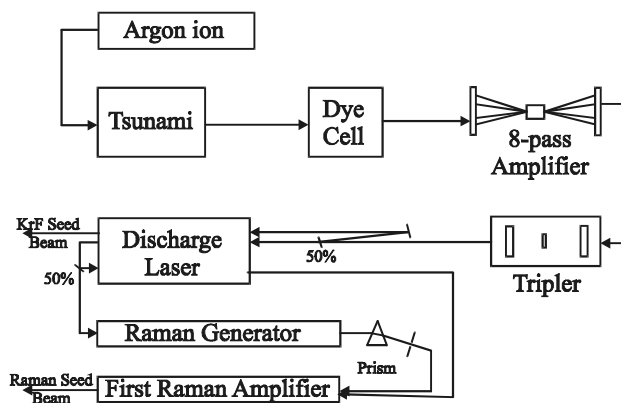 Argon ion
Tsunami
Dye
Cell
8-pass
Amplifier
KrF Seed
Beam
Discharge
Laser
50%
Tripler
50%
Raman Generator
Prism
Raman Seed
Beam
First Raman Amplifier